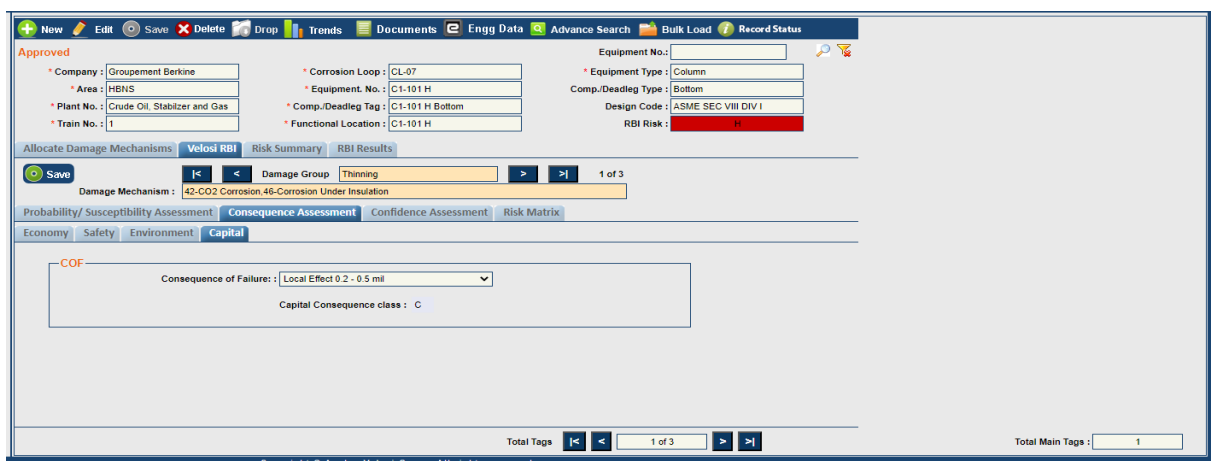 New Edit Save Delete Drop Trends Documents Engg Data Advance Search Bulk Load Record Status
Approved Equipment No.:
* Company : Groupement Berkine * Corrosion Loop : CL-07 * Equipment Type : Column
* Area : HBNS * Equipment. No. : C1-101 H Comp./Deadleg Type : Bottom
* Plant No. : Crude Oil, Stabilzer and Gas * Comp./Deadleg Tag : C1-101 H Bottom Design Code : ASME SEC VIII DIV I
* Train No. : 1 * Functional Location : C1-101 H RBI Risk : H
Allocate Damage Mechanisms Velosi RBI Risk Summary RBI Results
Save |< < Damage Group Thinning > >| 1 of 3
Damage Mechanism : 42-CO2 Corrosion,46-Corrosion Under Insulation
Probability/ Susceptibility Assessment Consequence Assessment Confidence Assessment Risk Matrix
Economy Safety Environment Capital
COF
Consequence of Failure: : Local Effect 0.2 - 0.5 mil
Capital Consequence class : C
Total Tags |< < 1 of 3 > >| Total Main Tags : 1